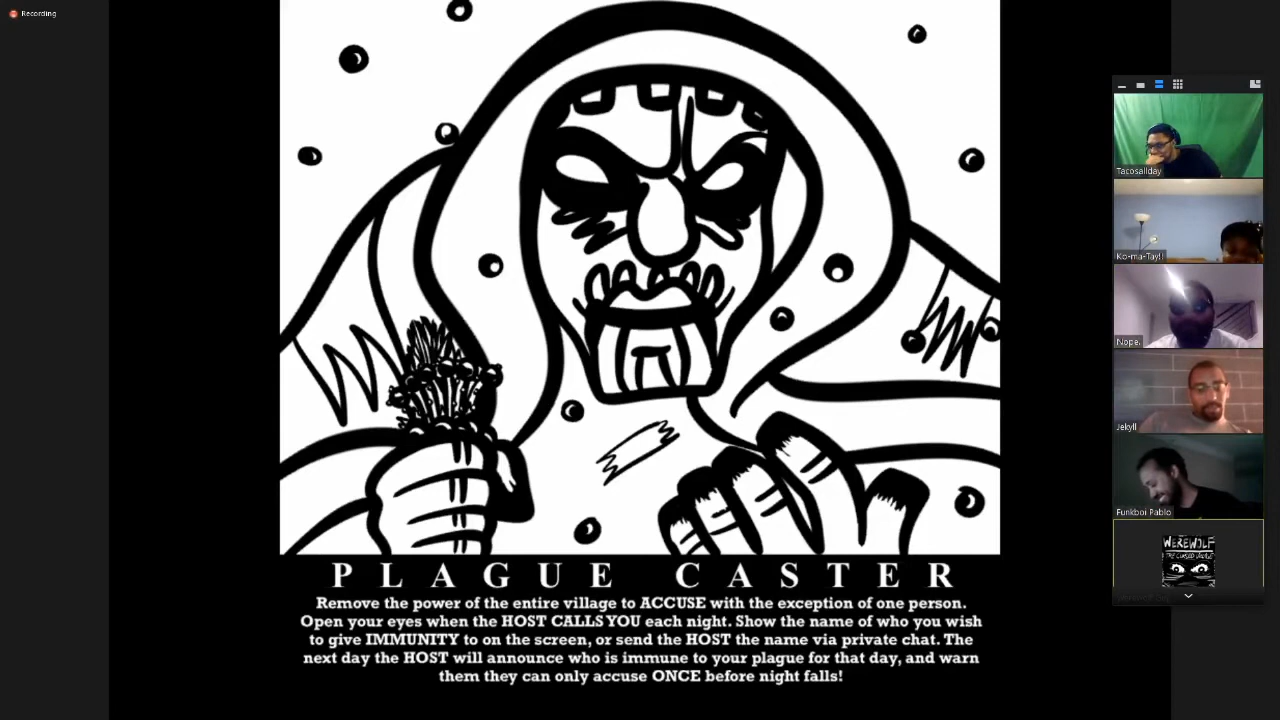 Recording
Tacosallday
Ko-ma-Tay!!
Nope.
Jekyll
Funkboi Pablo
WEREWOLF
PLAGUE CASTER
Remove the power of the entire village to ACCUSE with the exception of one person.
Open your eyes when the HOST CALLS YOU each night. Show the name of who you wish
to give IMMUNITY to on the screen, or send the HOST the name via private chat. The
next day the HOST will announce who is immune to your plague for that day, and warn
them they can only accuse ONCE before night falls!